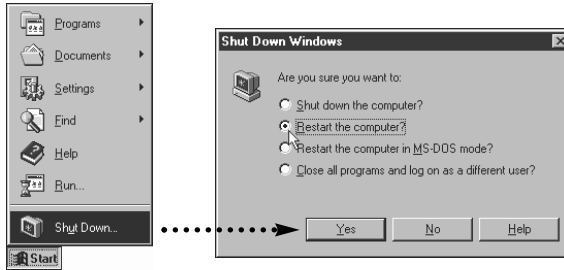 Programs
Documents
Settings
Find
Help
Run...
Shut Down...
Start
Shut Down Windows
Are you sure you want to:
Shut down the computer?
Restart the computer?
Restart the computer in MS-DOS mode?
Close all programs and log on as a different user?
Yes No Help